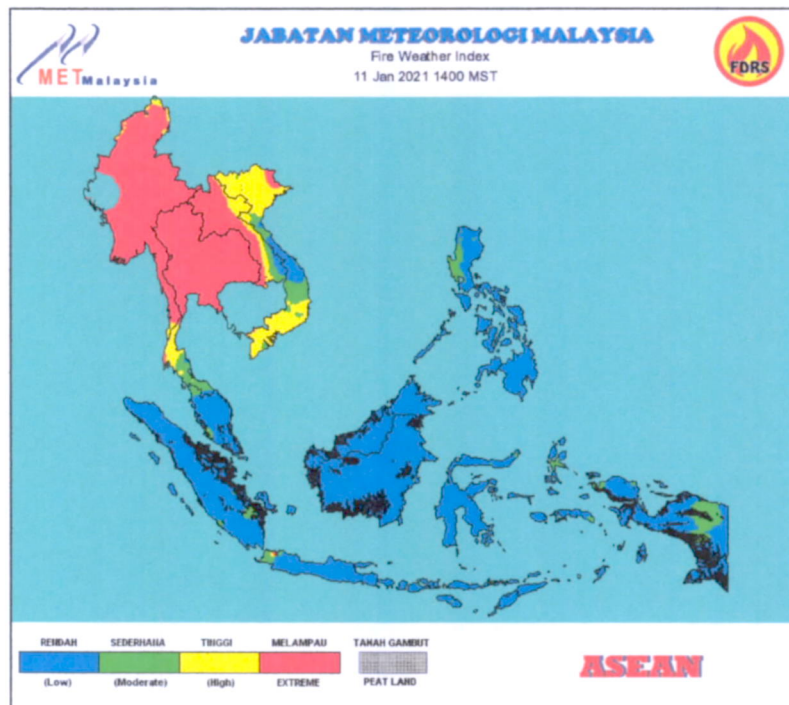 JABATAN METEOROLOGI MALAYSIA
Fire Weather Index
11 Jan 2021 1400 MST
METMalaysia
FDRS
RENDAH SEDERHANA TINGGI MELAMPAU TANAH GAMBUT
(Low) (Moderate) (High) EXTREME PEAT LAND
ASEAN